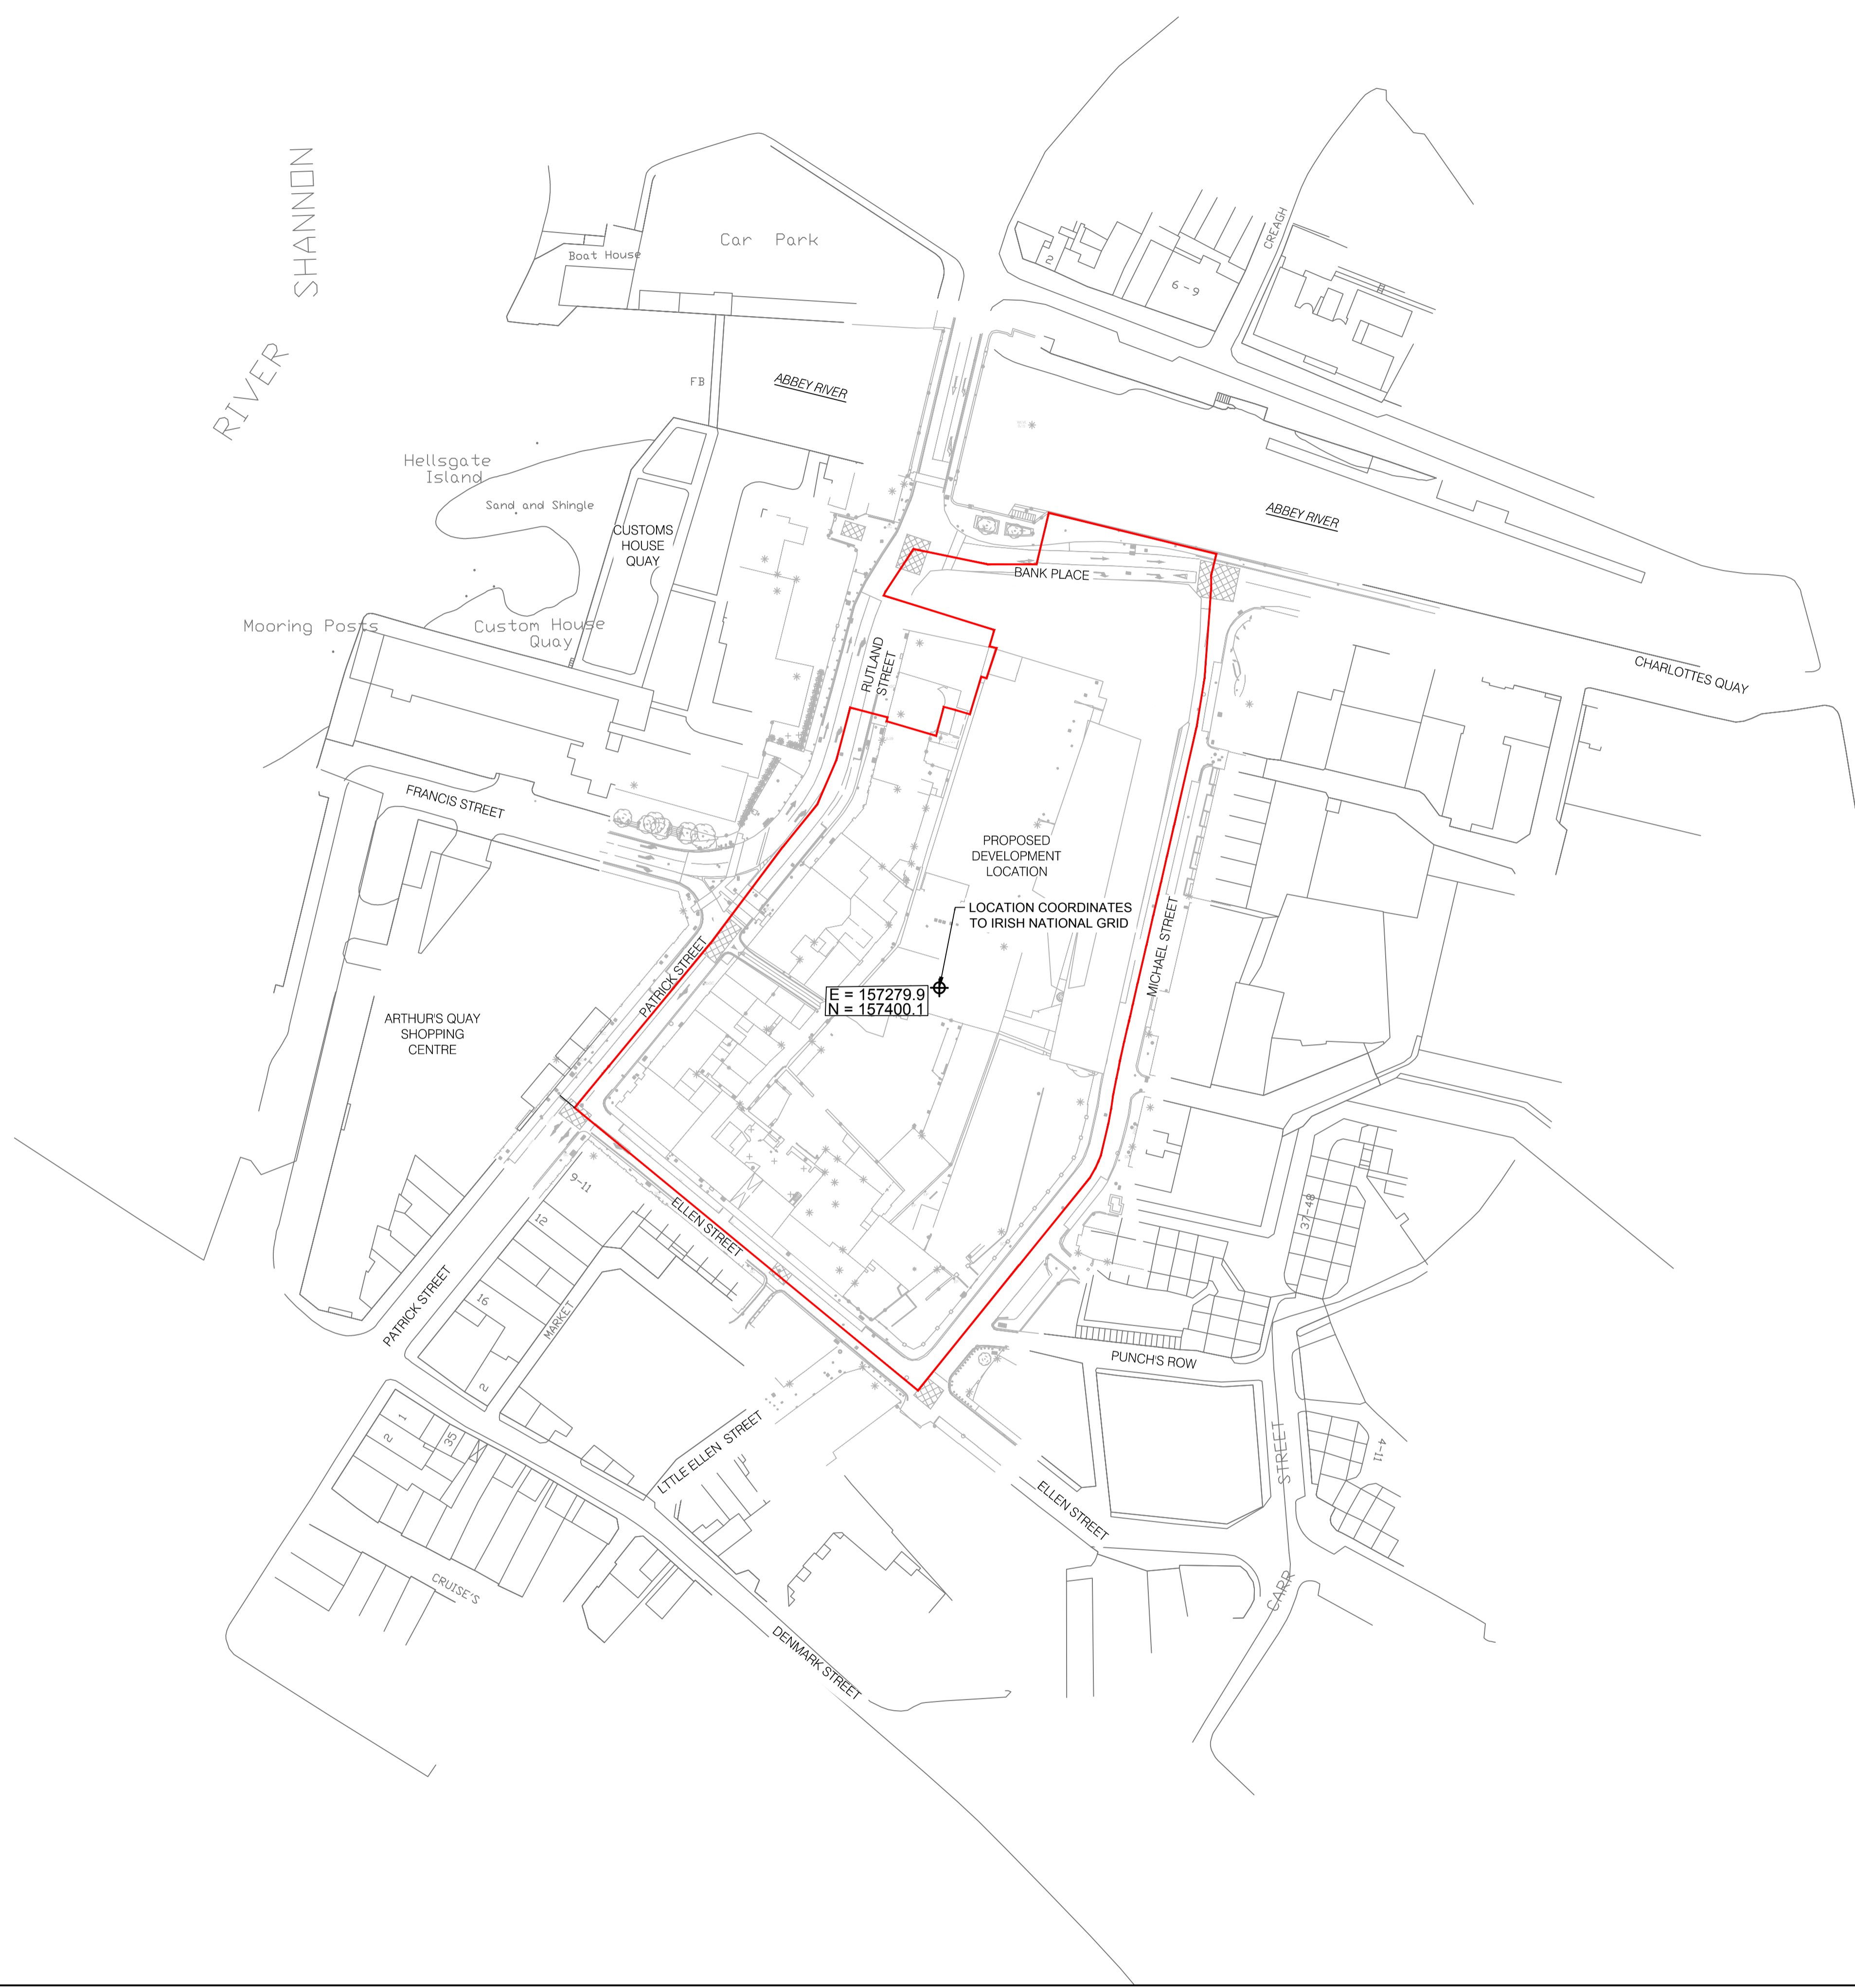 RIVER SHANNON
Car Park
Boat House
CREAGH
2
6-9
FB
ABBEY RIVER
Hellsgate
Island
Sand and Shingle
CUSTOMS
HOUSE
QUAY
ABBEY RIVER
BANK PLACE
Mooring Posts
Custom House
Quay
RUTLAND
STREET
CHARLOTTES QUAY
FRANCIS STREET
PROPOSED
DEVELOPMENT
LOCATION
LOCATION COORDINATES
TO IRISH NATIONAL GRID
MICHAEL STREET
PATRICK STREET
E = 157279.9
N = 157400.1
ARTHUR'S QUAY
SHOPPING
CENTRE
9-11
12
ELLEN STREET
37-48
PATRICK STREET
16
MARKET
2
PUNCH'S ROW
1
2
35
LTTLE ELLEN STREET
CARR STREET
4-11
ELLEN STREET
CRUISE'S
DENMARK STREET